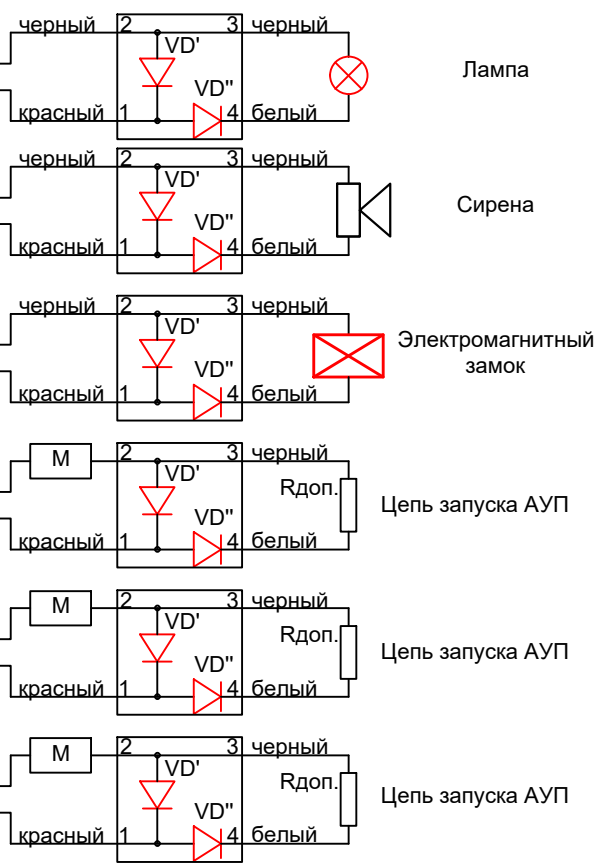 черный 2 3 черный
VD'
Лампа
VD"
красный 1 4 белый
черный 2 3 черный
VD'
Сирена
VD"
красный 1 4 белый
черный 2 3 черный
VD'
Электромагнитный
замок
VD"
красный 1 4 белый
М 2 3 черный
VD'
Rдоп.
Цепь запуска АУП
VD"
красный 1 4 белый
М 2 3 черный
VD'
Rдоп.
Цепь запуска АУП
VD"
красный 1 4 белый
М 2 3 черный
VD'
Rдоп.
Цепь запуска АУП
VD"
красный 1 4 белый